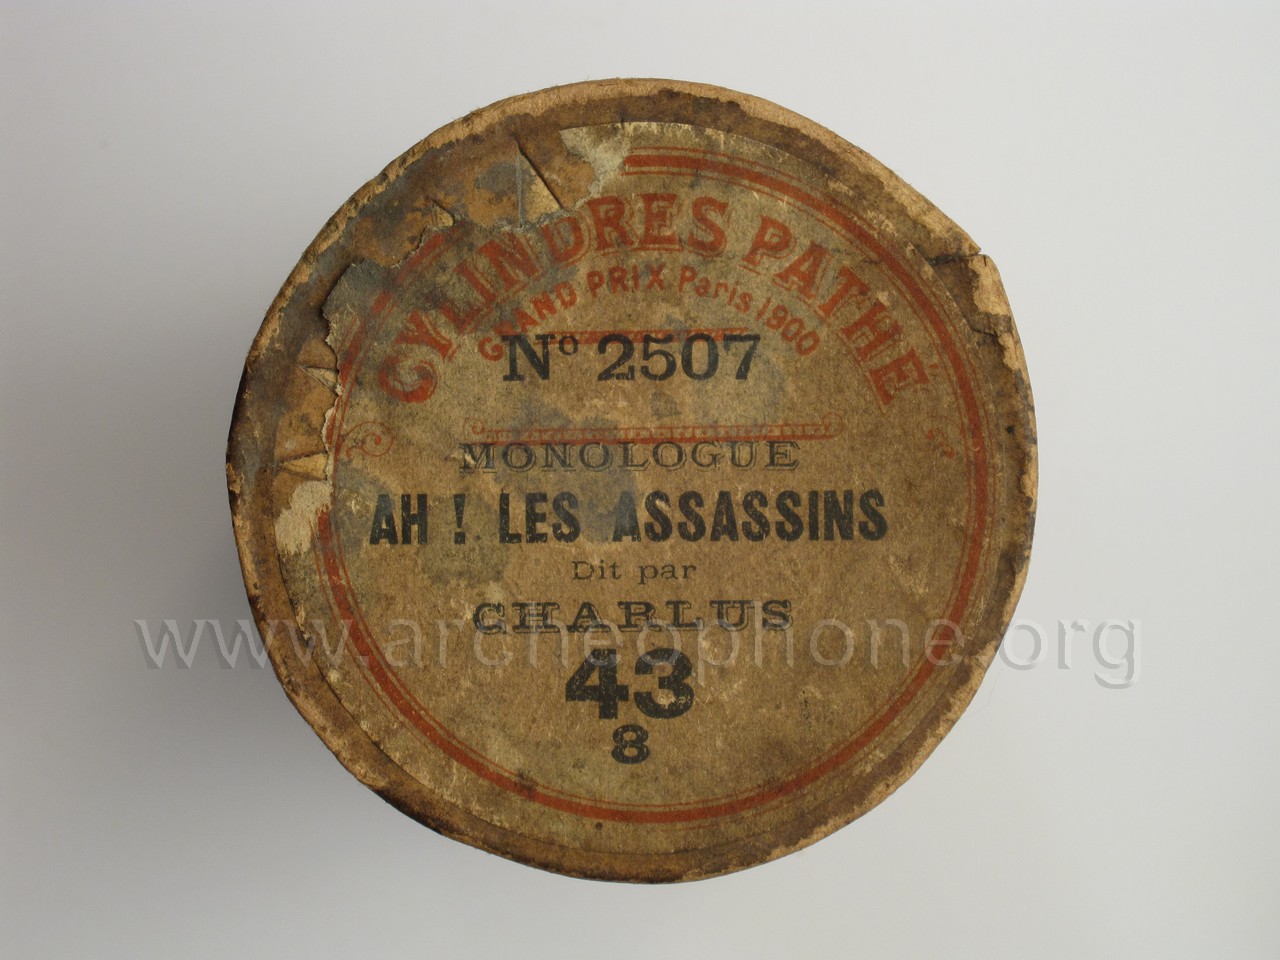 CYLINDRES PATHÉ
GRAND PRIX Paris 1900
No 2507
MONOLOGUE
AH ! LES ASSASSINS
Dit par
CHARLUS
www.archeophone.org
43
8